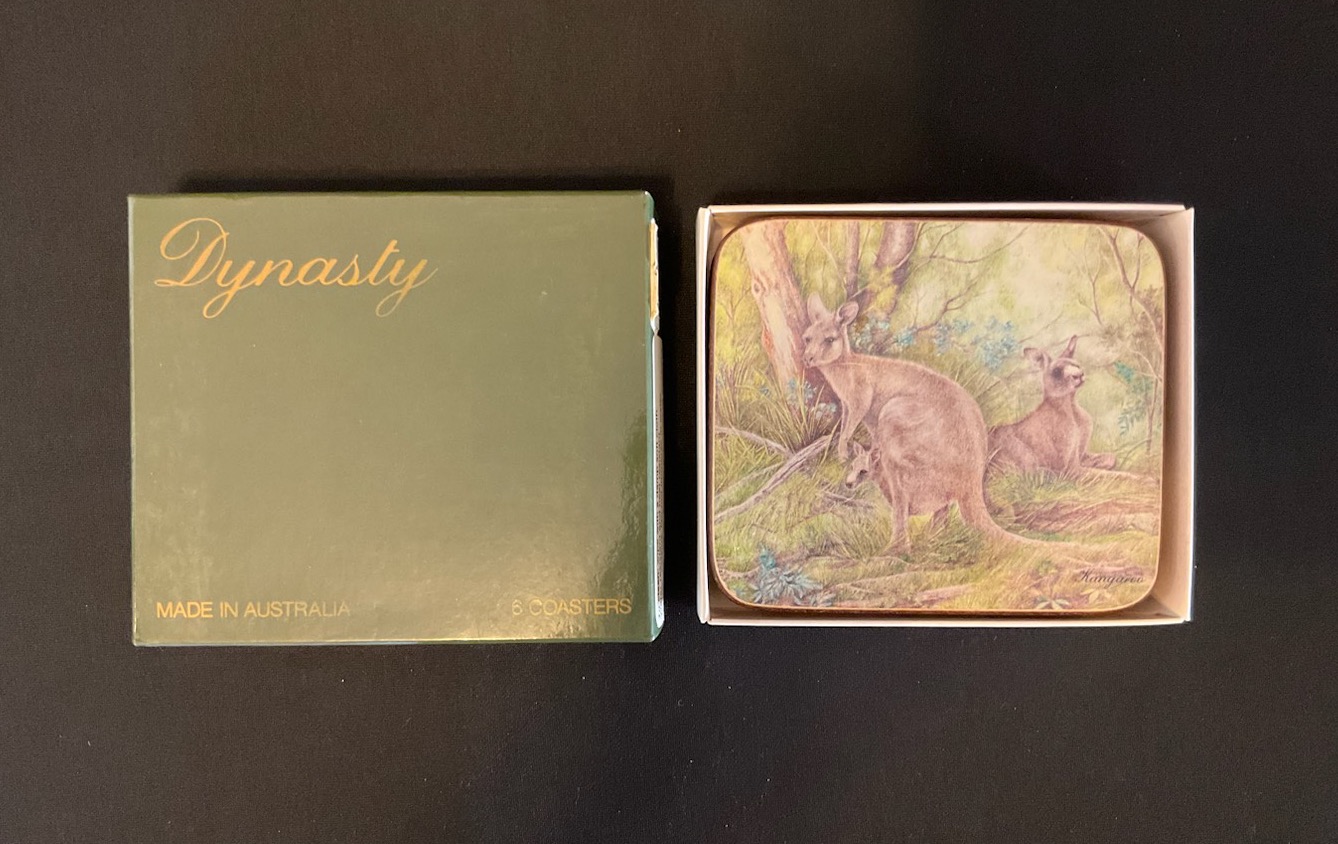 Dynasty
MADE IN AUSTRALIA
6 COASTERS
Kangaroo